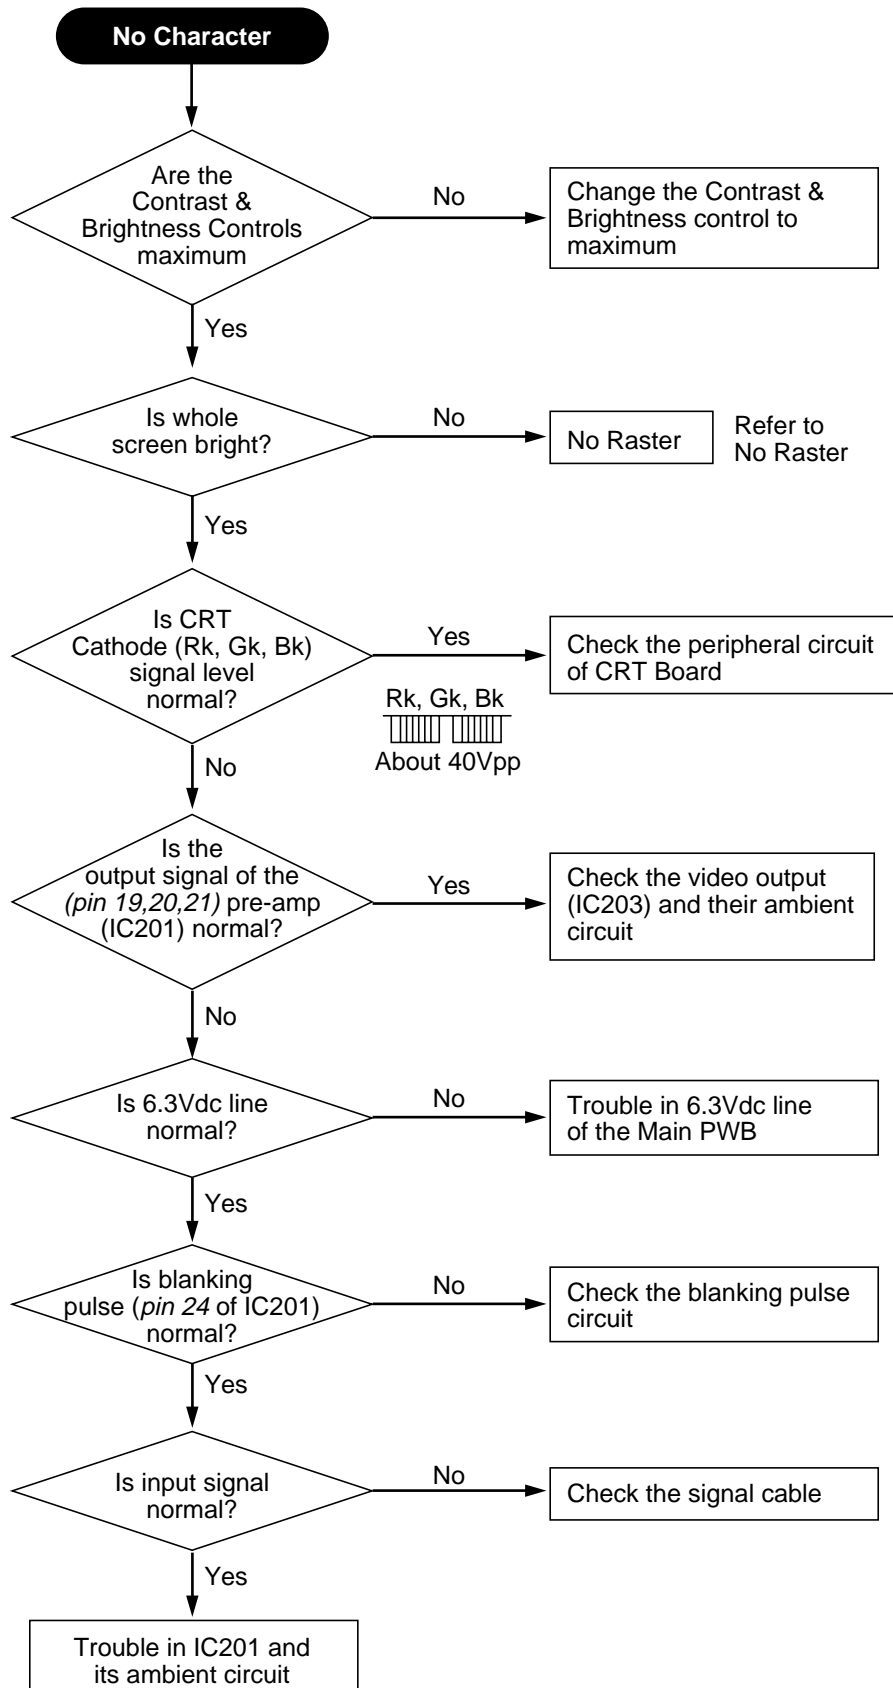 No Character
Are the
Contrast &
Brightness Controls
maximum
No
Change the Contrast &
Brightness control to
maximum
Yes
Is whole
screen bright?
No
No Raster
Refer to
No Raster
Yes
Is CRT
Cathode (Rk, Gk, Bk)
signal level
normal?
Yes
Check the peripheral circuit
of CRT Board
Rk, Gk, Bk
About 40Vpp
No
Is the
output signal of the
(pin 19,20,21) pre-amp
(IC201) normal?
Yes
Check the video output
(IC203) and their ambient
circuit
No
Is 6.3Vdc line
normal?
No
Trouble in 6.3Vdc line
of the Main PWB
Yes
Is blanking
pulse (pin 24 of IC201)
normal?
No
Check the blanking pulse
circuit
Yes
Is input signal
normal?
No
Check the signal cable
Yes
Trouble in IC201 and
its ambient circuit